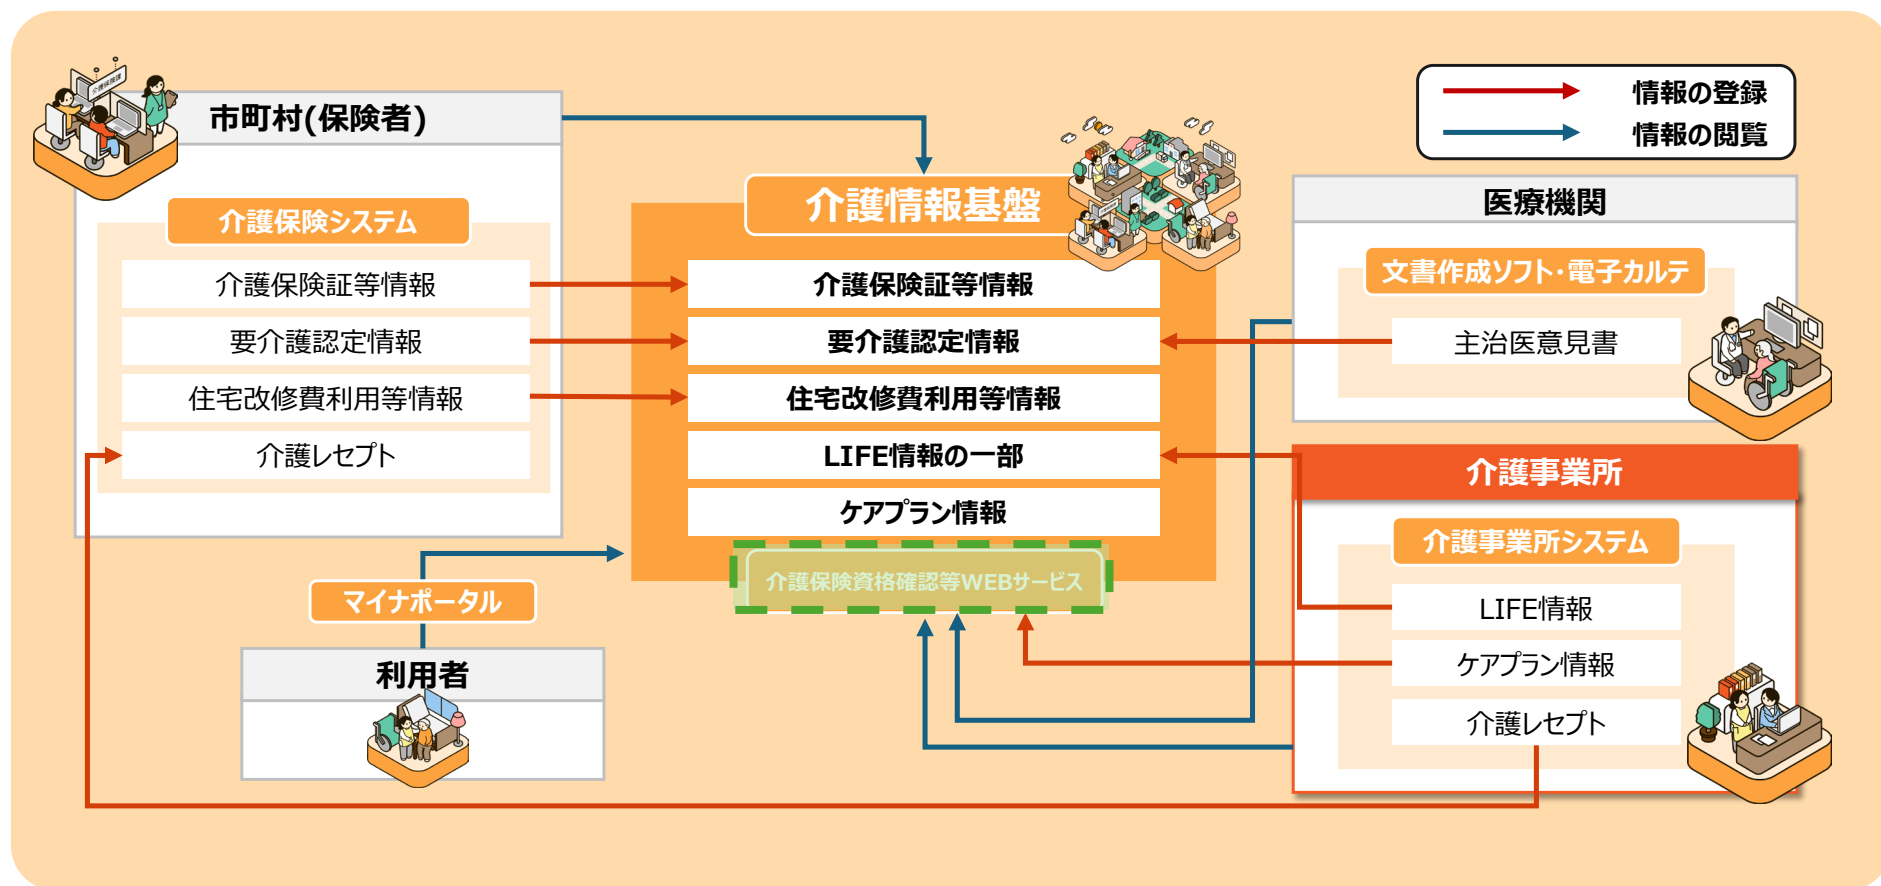 情報の登録
情報の閲覧
介護保険課
市町村(保険者)
介護保険システム
介護保険証等情報
要介護認定情報
住宅改修費利用等情報
介護レセプト
介護情報基盤
介護保険証等情報
要介護認定情報
住宅改修費利用等情報
LIFE情報の一部
ケアプラン情報
介護保険資格確認等WEBサービス
医療機関
文書作成ソフト・電子カルテ
主治医意見書
介護事業所
介護事業所システム
LIFE情報
ケアプラン情報
介護レセプト
マイナポータル
利用者